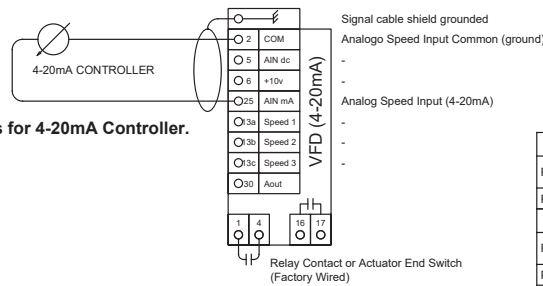 Signal cable shield grounded
2 COM Analogo Speed Input Common (ground)
5 AIN dc -
4-20mA CONTROLLER
6 +10v -
25 AIN mA Analog Speed Input (4-20mA)
s for 4-20mA Controller.
13a Speed 1 -
13b Speed 2 -
13c Speed 3 -
30 Aout
VFD (4-20mA)
1 4 16 17
Relay Contact or Actuator End Switch
(Factory Wired)